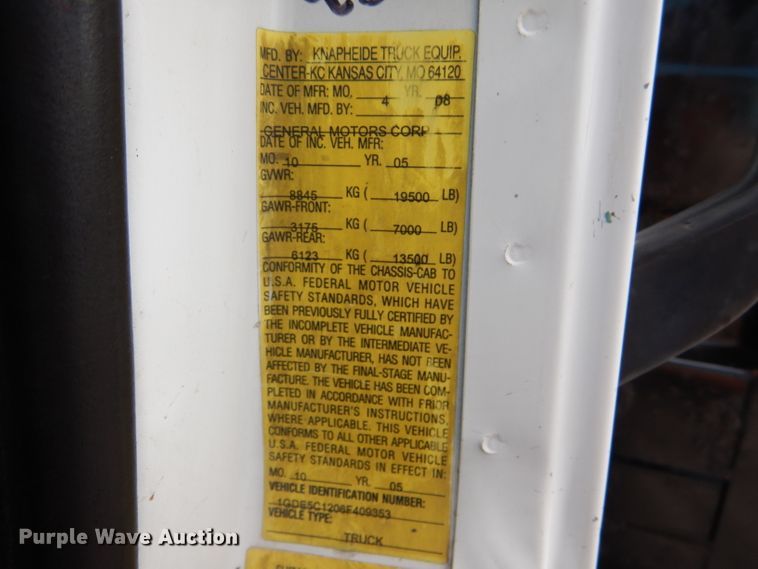 MFD. BY: KNAPHEIDE TRUCK EQUIP.
CENTER-KC KANSAS CITY, MO 64120
DATE OF MFR: MO. 4 YR. 08
INC. VEH. MFD. BY:
GENERAL MOTORS CORP
DATE OF INC. VEH. MFR:
MO. 10 YR. 05
GVWR:
8845 KG ( 19500 LB)
GAWR-FRONT:
3175 KG ( 7000 LB)
GAWR-REAR:
6123 KG ( 13500 LB)
CONFORMITY OF THE CHASSIS-CAB TO
U.S.A. FEDERAL MOTOR VEHICLE
SAFETY STANDARDS, WHICH HAVE
BEEN PREVIOUSLY FULLY CERTIFIED BY
THE INCOMPLETE VEHICLE MANUFAC-
TURER OR BY THE INTERMEDIATE VE-
HICLE MANUFACTURER, HAS NOT BEEN
AFFECTED BY THE FINAL-STAGE MANU-
FACTURE. THE VEHICLE HAS BEEN COM-
PLETED IN ACCORDANCE WITH PRIOR
MANUFACTURER'S INSTRUCTIONS,
WHERE APPLICABLE. THIS VEHICLE
CONFORMS TO ALL OTHER APPLICABLE
U.S.A. FEDERAL MOTOR VEHICLE
SAFETY STANDARDS IN EFFECT IN:
MO. 10 YR. 05
VEHICLE IDENTIFICATION NUMBER:
1GDE5C1206F409353
VEHICLE TYPE:
TRUCK
Purple Wave Auction